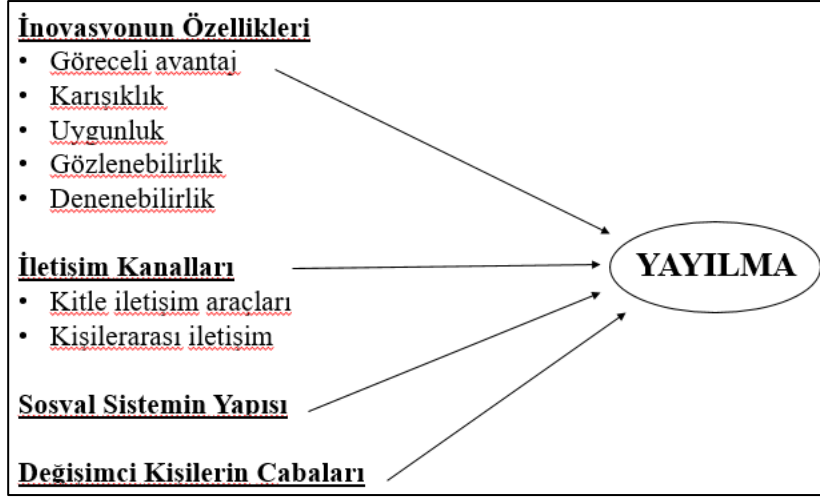 İnovasyonun Özellikleri
• Göreceli avantaj
• Karışıklık
• Uygunluk
• Gözlenebilirlik
• Denenebilirlik
İletişim Kanalları
• Kitle iletişim araçları
• Kişilerarası iletişim
Sosyal Sistemin Yapısı
Değişimci Kişilerin Çabaları
YAYILMA